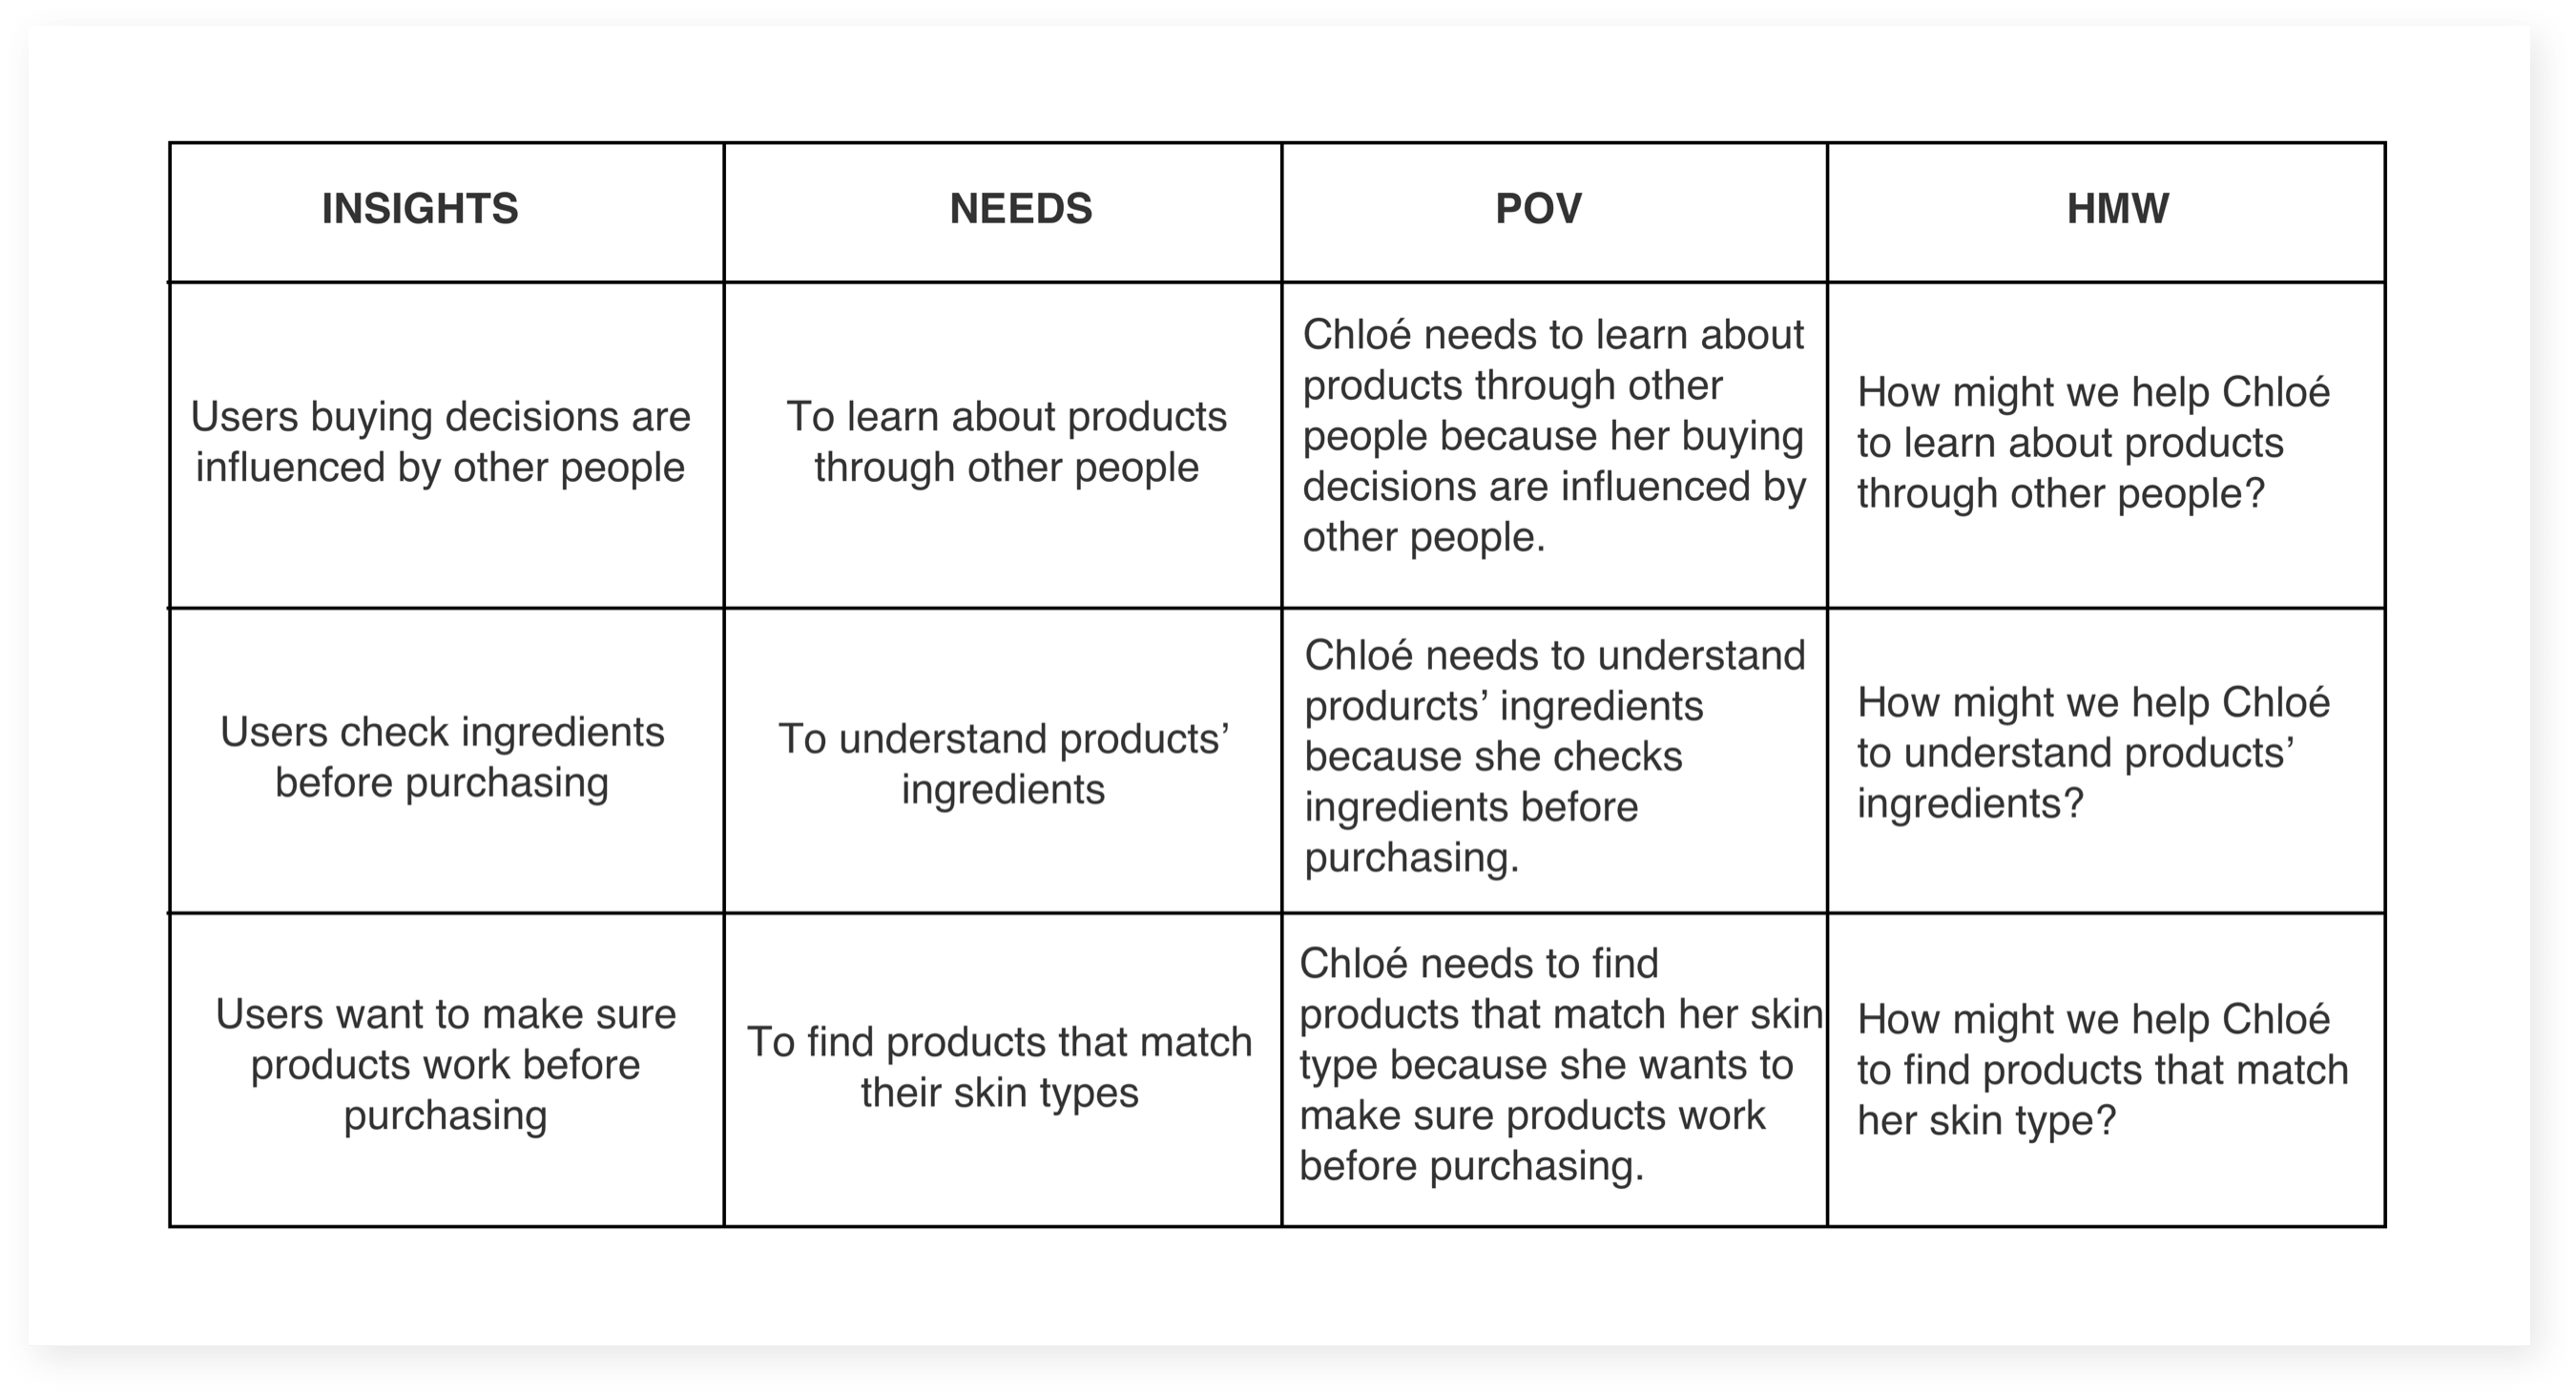 INSIGHTS
NEEDS
POV
HMW
Users buying decisions are
influenced by other people
To learn about products
through other people
Chloé needs to learn about
products through other
people because her buying
decisions are influenced by
other people.
How might we help Chloé
to learn about products
through other people?
Users check ingredients
before purchasing
To understand products’
ingredients
Chloé needs to understand
produrcts’ ingredients
because she checks
ingredients before
purchasing.
How might we help Chloé
to understand products’
ingredients?
Users want to make sure
products work before
purchasing
To find products that match
their skin types
Chloé needs to find
products that match her skin
type because she wants to
make sure products work
before purchasing.
How might we help Chloé
to find products that match
her skin type?